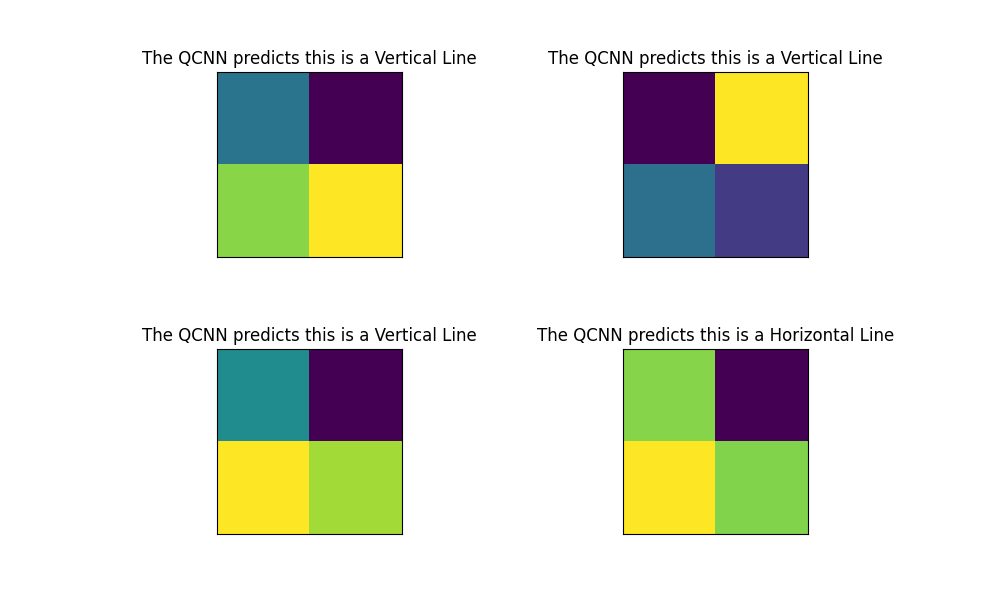 The QCNN predicts this is a Vertical Line
The QCNN predicts this is a Vertical Line
The QCNN predicts this is a Vertical Line
The QCNN predicts this is a Horizontal Line